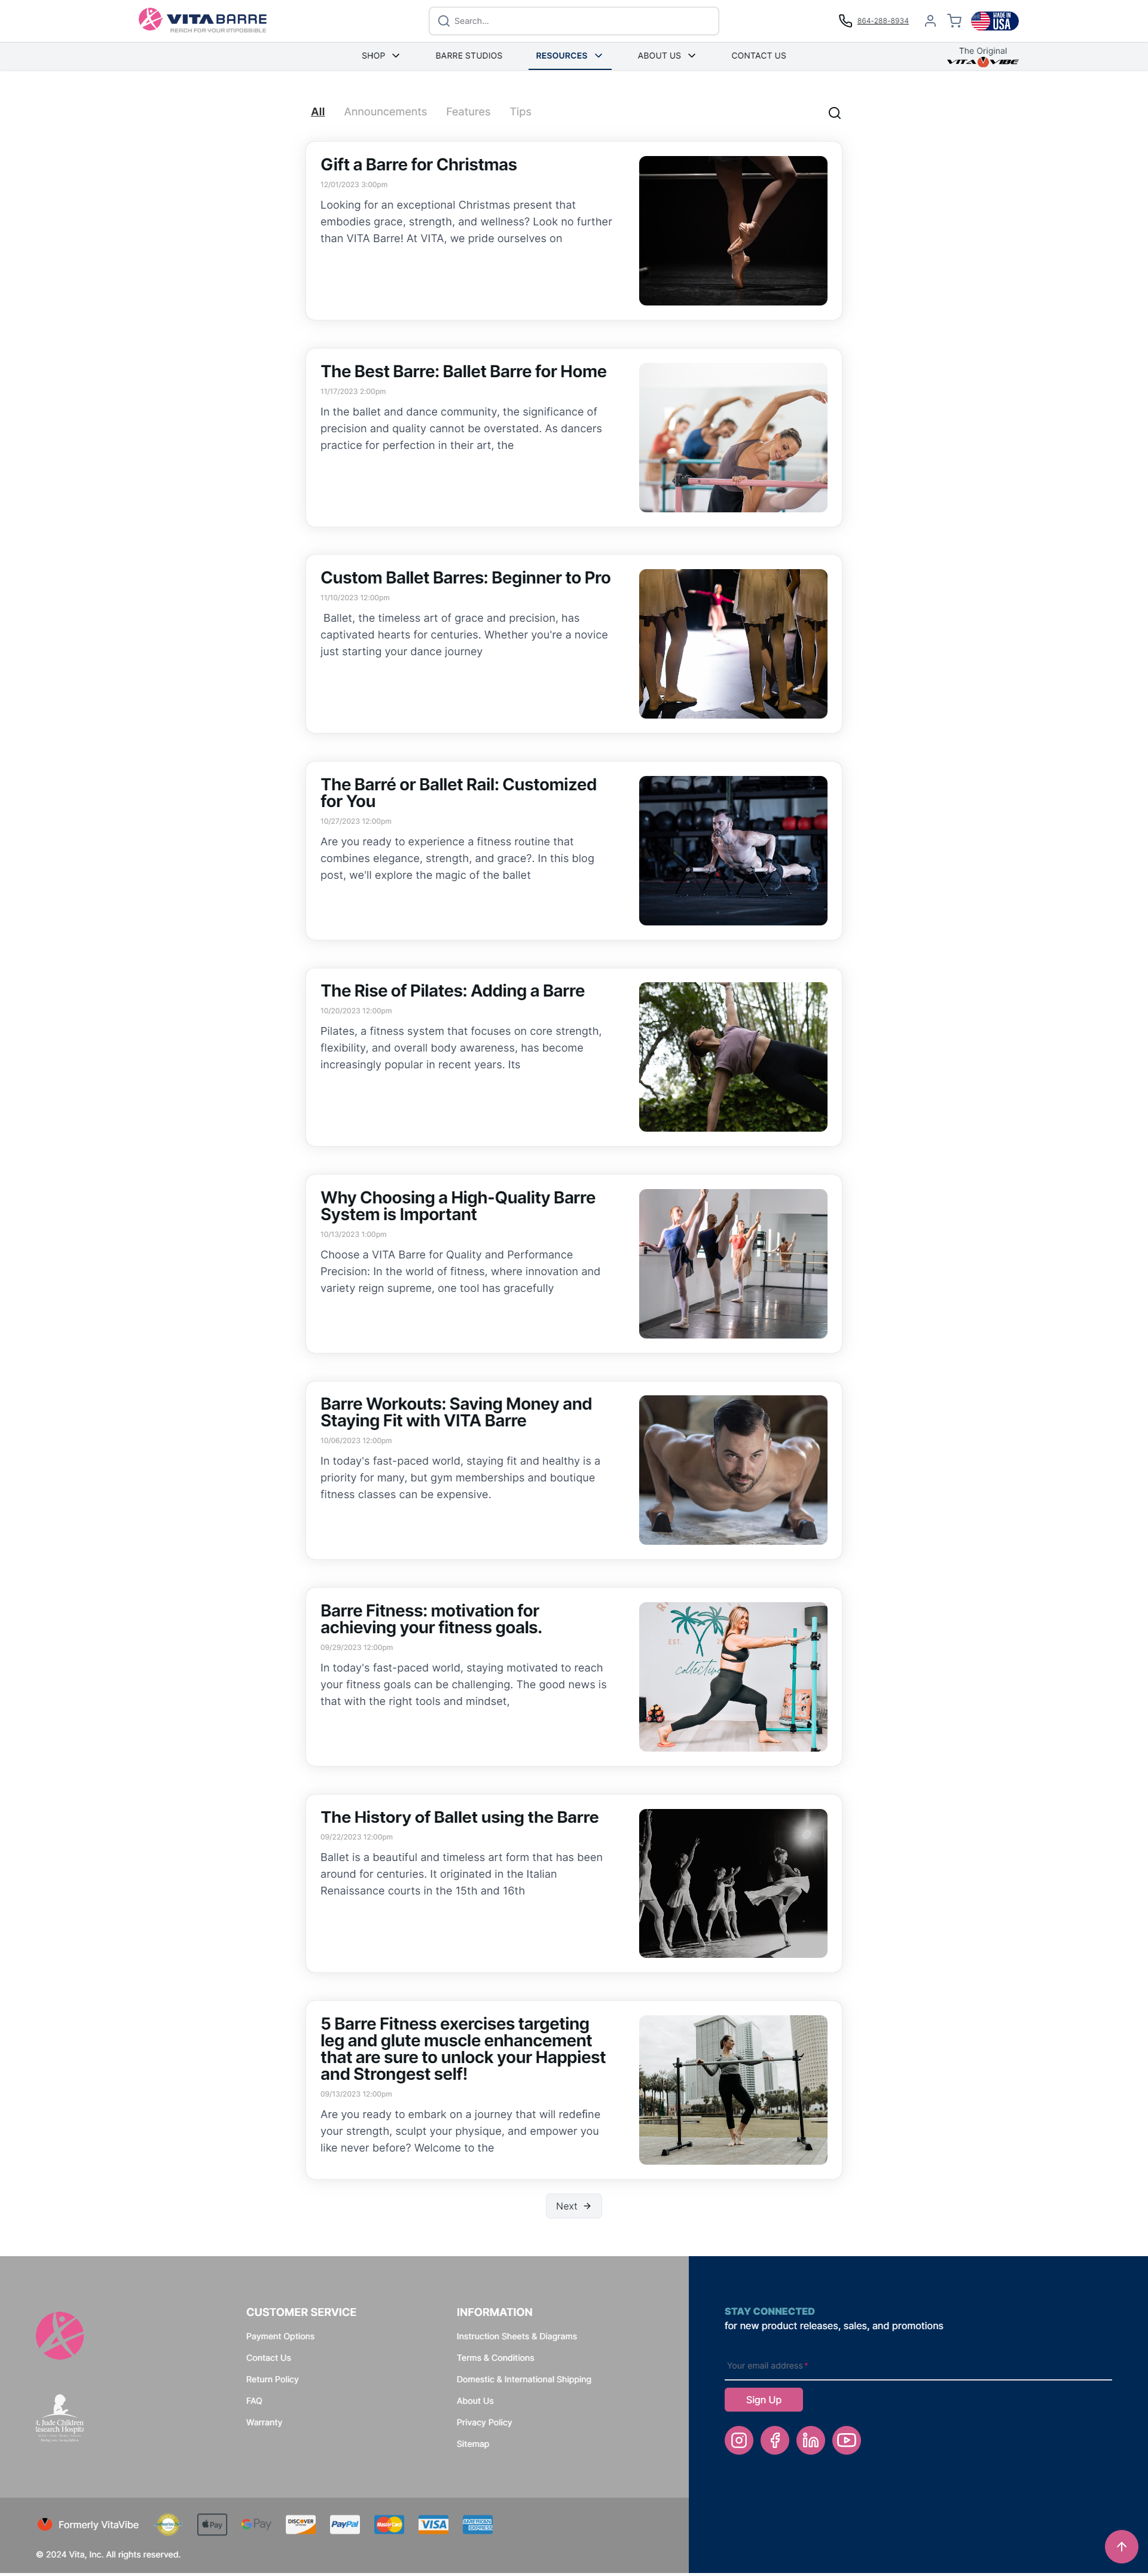 VITABARRE
REACH FOR YOUR IMPOSSIBLE
Search...
864-288-8934
MADE IN
USA
SHOP
BARRE STUDIOS
RESOURCES
ABOUT US
CONTACT US
The Original
VITA VIBE
All
Announcements
Features
Tips
Gift a Barre for Christmas
12/01/2023 3:00pm
Looking for an exceptional Christmas present that
embodies grace, strength, and wellness? Look no further
than VITA Barre! At VITA, we pride ourselves on
The Best Barre: Ballet Barre for Home
11/17/2023 2:00pm
In the ballet and dance community, the significance of
precision and quality cannot be overstated. As dancers
practice for perfection in their art, the
Custom Ballet Barres: Beginner to Pro
11/10/2023 12:00pm
Ballet, the timeless art of grace and precision, has
captivated hearts for centuries. Whether you're a novice
just starting your dance journey
The Barré or Ballet Rail: Customized
for You
10/27/2023 12:00pm
Are you ready to experience a fitness routine that
combines elegance, strength, and grace?. In this blog
post, we'll explore the magic of the ballet
The Rise of Pilates: Adding a Barre
10/20/2023 12:00pm
Pilates, a fitness system that focuses on core strength,
flexibility, and overall body awareness, has become
increasingly popular in recent years. Its
Why Choosing a High-Quality Barre
System is Important
10/13/2023 1:00pm
Choose a VITA Barre for Quality and Performance
Precision: In the world of fitness, where innovation and
variety reign supreme, one tool has gracefully
Barre Workouts: Saving Money and
Staying Fit with VITA Barre
10/06/2023 12:00pm
In today's fast-paced world, staying fit and healthy is a
priority for many, but gym memberships and boutique
fitness classes can be expensive.
Barre Fitness: motivation for
achieving your fitness goals.
09/29/2023 12:00pm
In today's fast-paced world, staying motivated to reach
your fitness goals can be challenging. The good news is
that with the right tools and mindset,
EST.
collective
The History of Ballet using the Barre
09/22/2023 12:00pm
Ballet is a beautiful and timeless art form that has been
around for centuries. It originated in the Italian
Renaissance courts in the 15th and 16th
5 Barre Fitness exercises targeting
leg and glute muscle enhancement
that are sure to unlock your Happiest
and Strongest self!
09/13/2023 12:00pm
Are you ready to embark on a journey that will redefine
your strength, sculpt your physique, and empower you
like never before? Welcome to the
Next
CUSTOMER SERVICE
Payment Options
Contact Us
Return Policy
FAQ
Warranty
INFORMATION
Instruction Sheets & Diagrams
Terms & Conditions
Domestic & International Shipping
About Us
Privacy Policy
Sitemap
t. Jude Children
Research Hospit
STAY CONNECTED
for new product releases, sales, and promotions
Your email address *
Sign Up
Formerly VitaVibe
Pay
G Pay
DISCOVER
PayPal
MasterCard
VISA
AMERICAN EXPRESS
© 2024 Vita, Inc. All rights reserved.